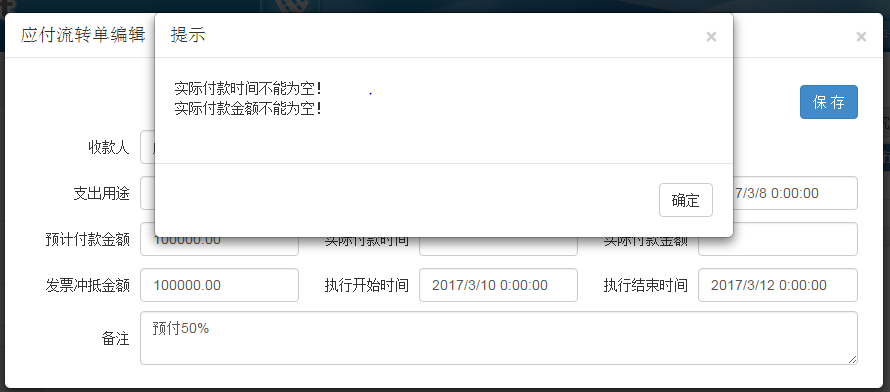 应付流转单编辑
提示
×
×
实际付款时间不能为空!
实际付款金额不能为空!
保 存
收款人
支出用途
7/3/8 0:00:00
确定
预计付款金额 100000.00 实际付款时间 实际付款金额
发票冲抵金额 100000.00 执行开始时间 2017/3/10 0:00:00 执行结束时间 2017/3/12 0:00:00
备注 预付50%